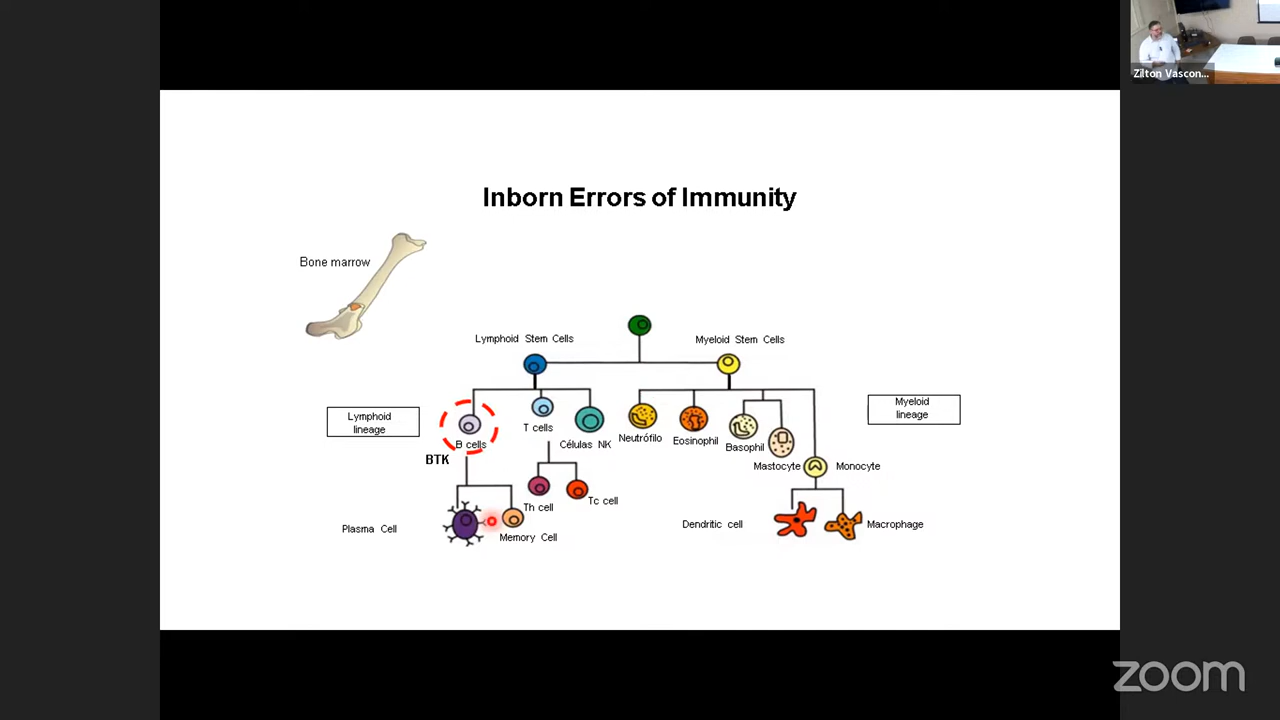 Zilton Vascon...
Inborn Errors of Immunity
Bone marrow
Lymphoid Stem Cells
Myeloid Stem Cells
Lymphoid
lineage
Myeloid
lineage
B cells
T cells
Células NK
Neutrófilo
Eosinophil
Basophil
Mastocyte
Monocyte
BTK
Th cell
Tc cell
Plasma Cell
Memory Cell
Dendritic cell
Macrophage
zoom